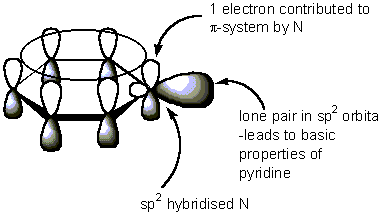 1 electron contributed to
π-system by N
lone pair in sp² orbita
-leads to basic
properties of
pyridine
sp² hybridised N